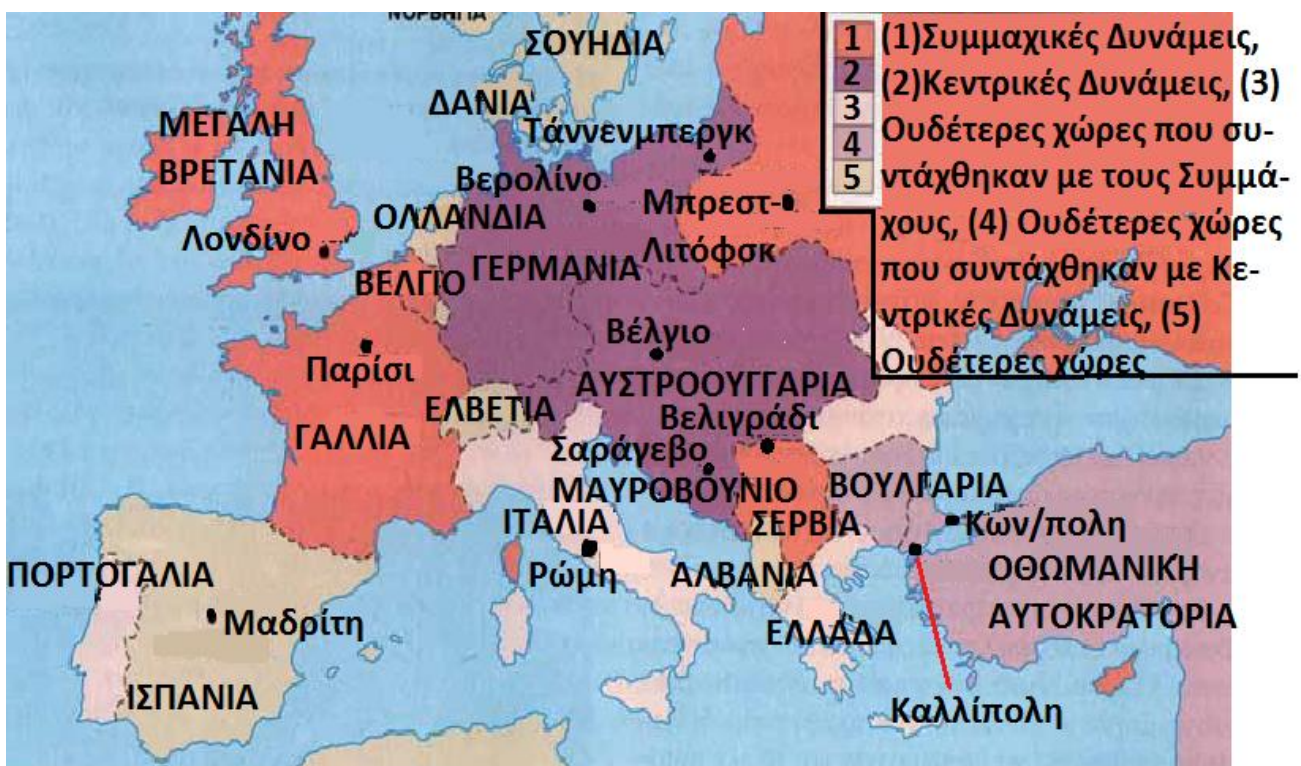 ΝΟΡΒΗΓΙΑ
ΣΟΥΗΔΙΑ
ΔΑΝΙΑ
Τάννενμπεργκ
ΜΕΓΑΛΗ
ΒΡΕΤΑΝΙΑ
Βερολίνο
Μπρεστ-
Λιτόφσκ
ΟΛΛΑΝΔΙΑ
Λονδίνο
ΓΕΡΜΑΝΙΑ
ΒΕΛΓΙΟ
Βέλγιο
Παρίσι
ΑΥΣΤΡΟΟΥΓΓΑΡΙΑ
ΕΛΒΕΤΙΑ
Βελιγράδι
ΓΑΛΛΙΑ
Σαράγεβο
ΜΑΥΡΟΒΟΥΝΙΟ
ΒΟΥΛΓΑΡΙΑ
ΙΤΑΛΙΑ
ΣΕΡΒΙΑ
Κων/πολη
Ρώμη
ΑΛΒΑΝΙΑ
ΟΘΩΜΑΝΙΚΗ
ΑΥΤΟΚΡΑΤΟΡΙΑ
ΠΟΡΤΟΓΑΛΙΑ
Μαδρίτη
ΕΛΛΑΔΑ
ΙΣΠΑΝΙΑ
Καλλίπολη
1
2
3
4
5
(1)Συμμαχικές Δυνάμεις,
(2)Κεντρικές Δυνάμεις, (3)
Ουδέτερες χώρες που συ-
ντάχθηκαν με τους Συμμά-
χους, (4) Ουδέτερες χώρες
που συντάχθηκαν με Κε-
ντρικές Δυνάμεις, (5)
Ουδέτερες χώρες